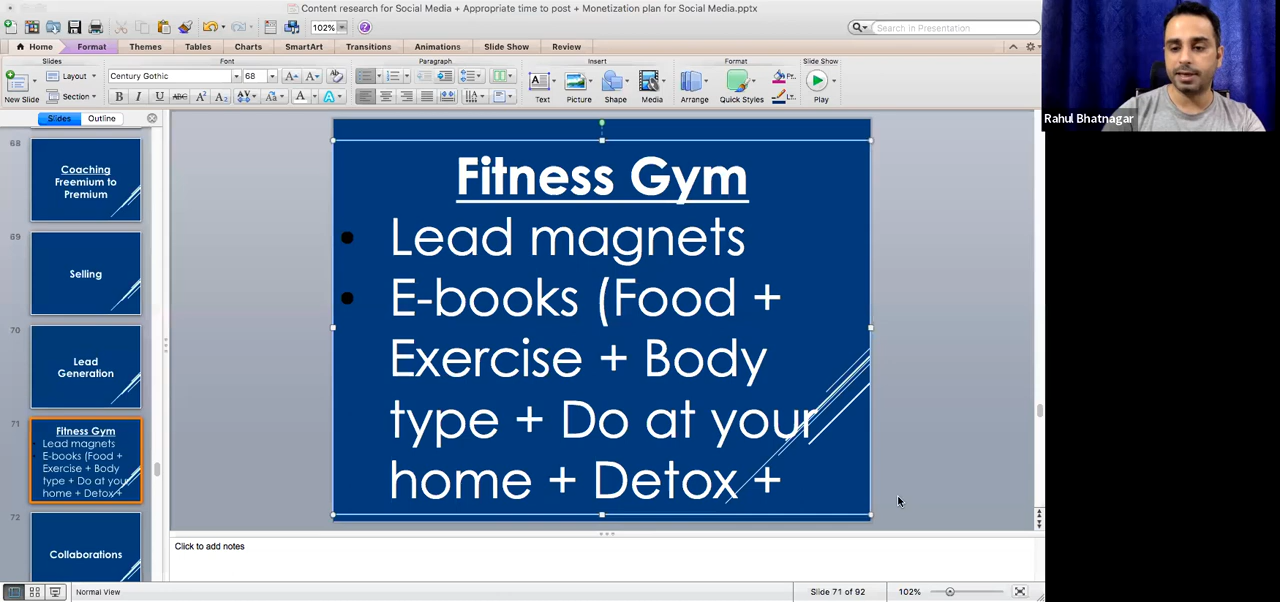 Content research for Social Media + Appropriate time to post + Monetization plan for Social Media.pptx
102%
Search in Presentation
Home Format Themes Tables Charts SmartArt Transitions Animations Slide Show Review
Slides Font Paragraph Insert Format Slide Show
New Slide Layout Section
Century Gothic 68
B I U ABC A² A₂ AV Aa A A
Text Picture Shape Media Arrange Quick Styles Play
Slides Outline
68
Coaching
Freemium to
Premium
69
Selling
70
Lead
Generation
71
Fitness Gym
Lead magnets
E-books (Food +
Exercise + Body
type + Do at your
home + Detox +
72
Collaborations
Fitness Gym
Lead magnets
E-books (Food +
Exercise + Body
type + Do at your
home + Detox +
Click to add notes
Normal View
Slide 71 of 92
102%
Rahul Bhatnagar